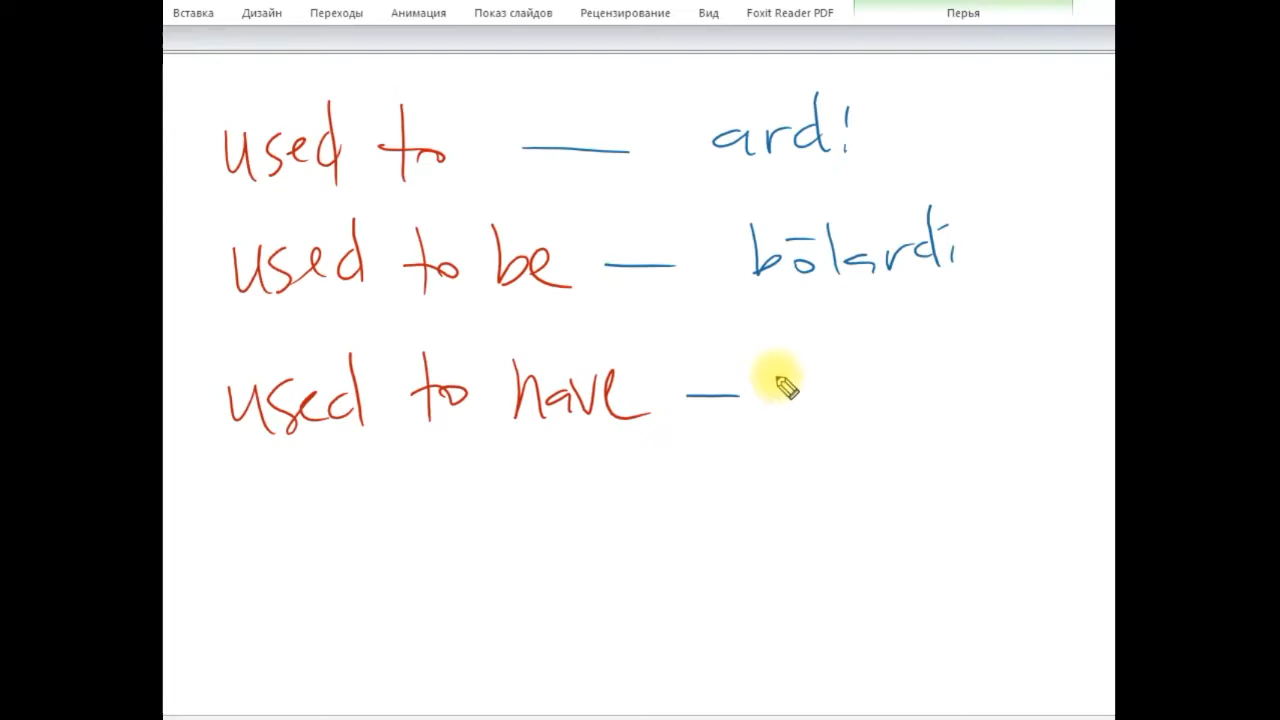 Вставка Дизайн Переходы Анимация Показ слайдов Рецензирование Вид Foxit Reader PDF Перья
used to — ardi
used to be — bōlardi
used to have —